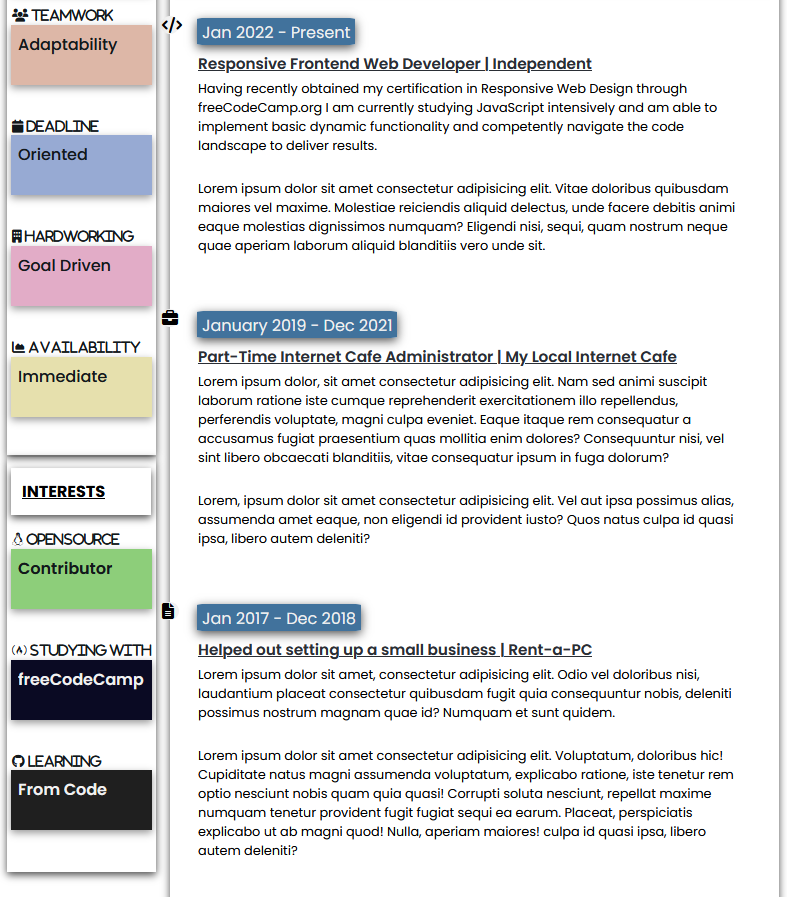 TEAMWORK
Adaptability
DEADLINE
Oriented
HARDWORKING
Goal Driven
AVAILABILITY
Immediate
INTERESTS
OPENSOURCE
Contributor
STUDYING WITH
freeCodeCamp
LEARNING
From Code
Jan 2022 - Present
Responsive Frontend Web Developer | Independent
Having recently obtained my certification in Responsive Web Design through
freeCodeCamp.org I am currently studying JavaScript intensively and am able to
implement basic dynamic functionality and competently navigate the code
landscape to deliver results.
Lorem ipsum dolor sit amet consectetur adipisicing elit. Vitae doloribus quibusdam
maiores vel maxime. Molestiae reiciendis aliquid delectus, unde facere debitis animi
eaque molestias dignissimos numquam? Eligendi nisi, sequi, quam nostrum neque
quae aperiam laborum aliquid blanditiis vero unde sit.
January 2019 - Dec 2021
Part-Time Internet Cafe Administrator | My Local Internet Cafe
Lorem ipsum dolor, sit amet consectetur adipisicing elit. Nam sed animi suscipit
laborum ratione iste cumque reprehenderit exercitationem illo repellendus,
perferendis voluptate, magni culpa eveniet. Eaque itaque rem consequatur a
accusamus fugiat praesentium quas mollitia enim dolores? Consequuntur nisi, vel
sint libero obcaecati blanditiis, vitae consequatur ipsum in fuga dolorum?
Lorem, ipsum dolor sit amet consectetur adipisicing elit. Vel aut ipsa possimus alias,
assumenda amet eaque, non eligendi id provident iusto? Quos natus culpa id quasi
ipsa, libero autem deleniti?
Jan 2017 - Dec 2018
Helped out setting up a small business | Rent-a-PC
Lorem ipsum dolor sit amet, consectetur adipisicing elit. Odio vel doloribus nisi,
laudantium placeat consectetur quibusdam fugit quia consequuntur nobis, deleniti
possimus nostrum magnam quae id? Numquam et sunt quidem.
Lorem ipsum dolor sit amet consectetur adipisicing elit. Voluptatum, doloribus hic!
Cupiditate natus magni assumenda voluptatum, explicabo ratione, iste tenetur rem
optio nesciunt nobis quam quia quasi! Corrupti soluta nesciunt, repellat maxime
numquam tenetur provident fugit fugiat sequi ea earum. Placeat, perspiciatis
explicabo ut ab magni quod! Nulla, aperiam maiores! culpa id quasi ipsa, libero
autem deleniti?